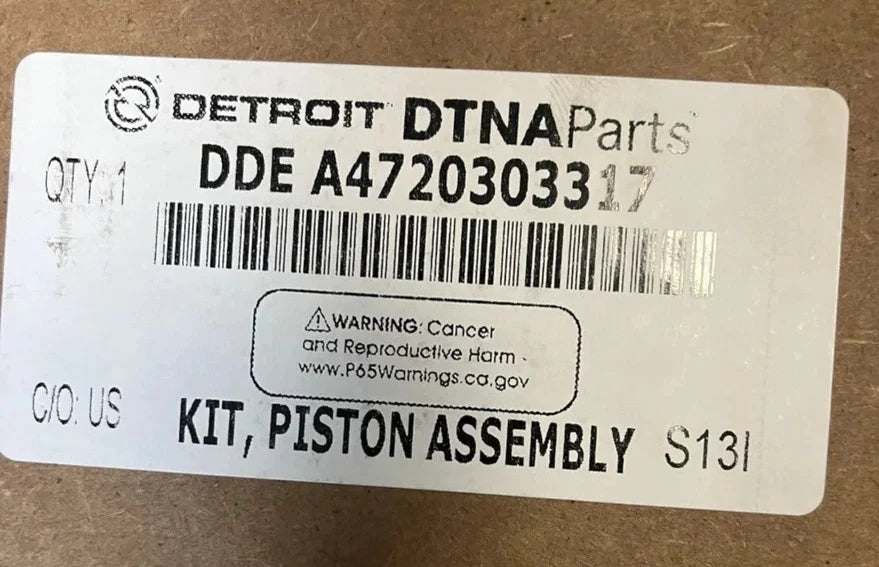 DETROIT DTNAParts
QTY: 1 DDE A4720303317
⚠WARNING: Cancer
and Reproductive Harm -
www.P65Warnings.ca.gov
C/O: US KIT, PISTON ASSEMBLY S13I